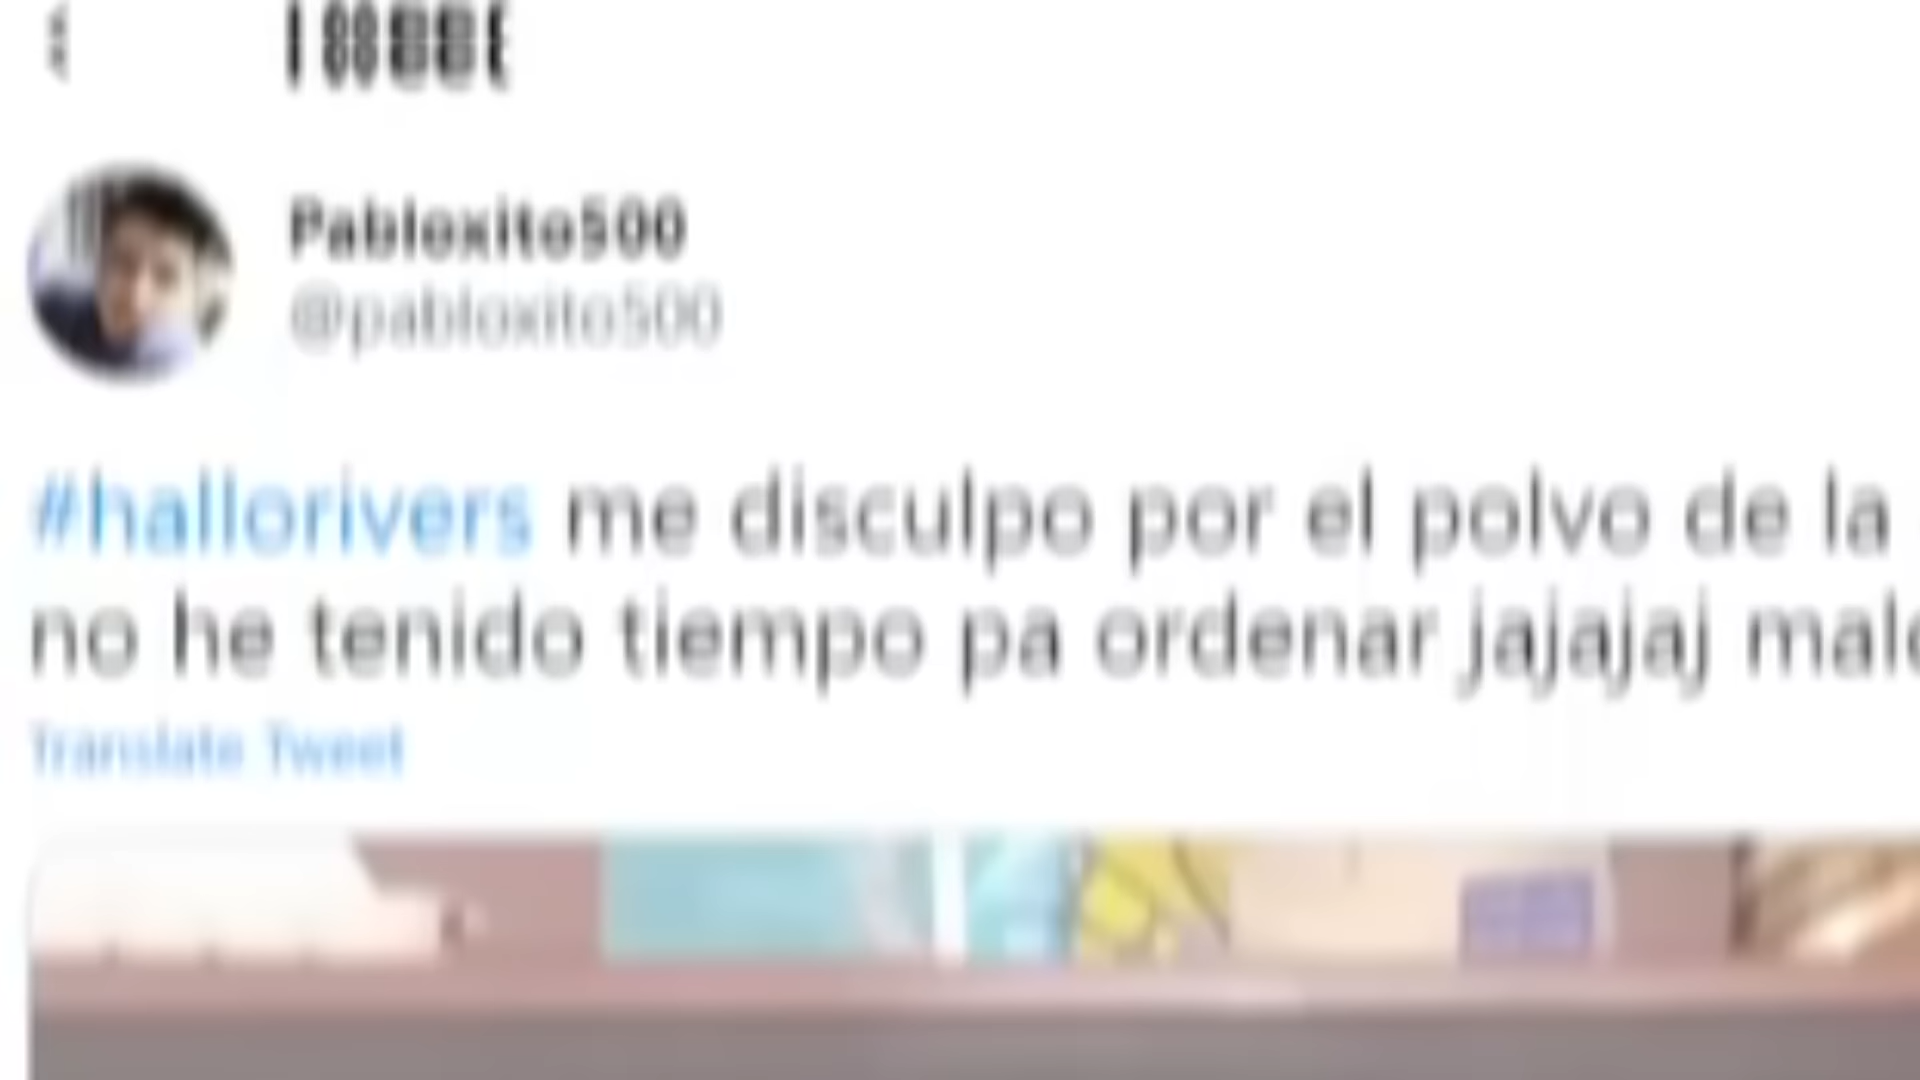 Pabloxito500
@pabloxito500
#hallorivers me disculpo por el polvo de la
no he tenido tiempo pa ordenar jajajaj
Translate Tweet